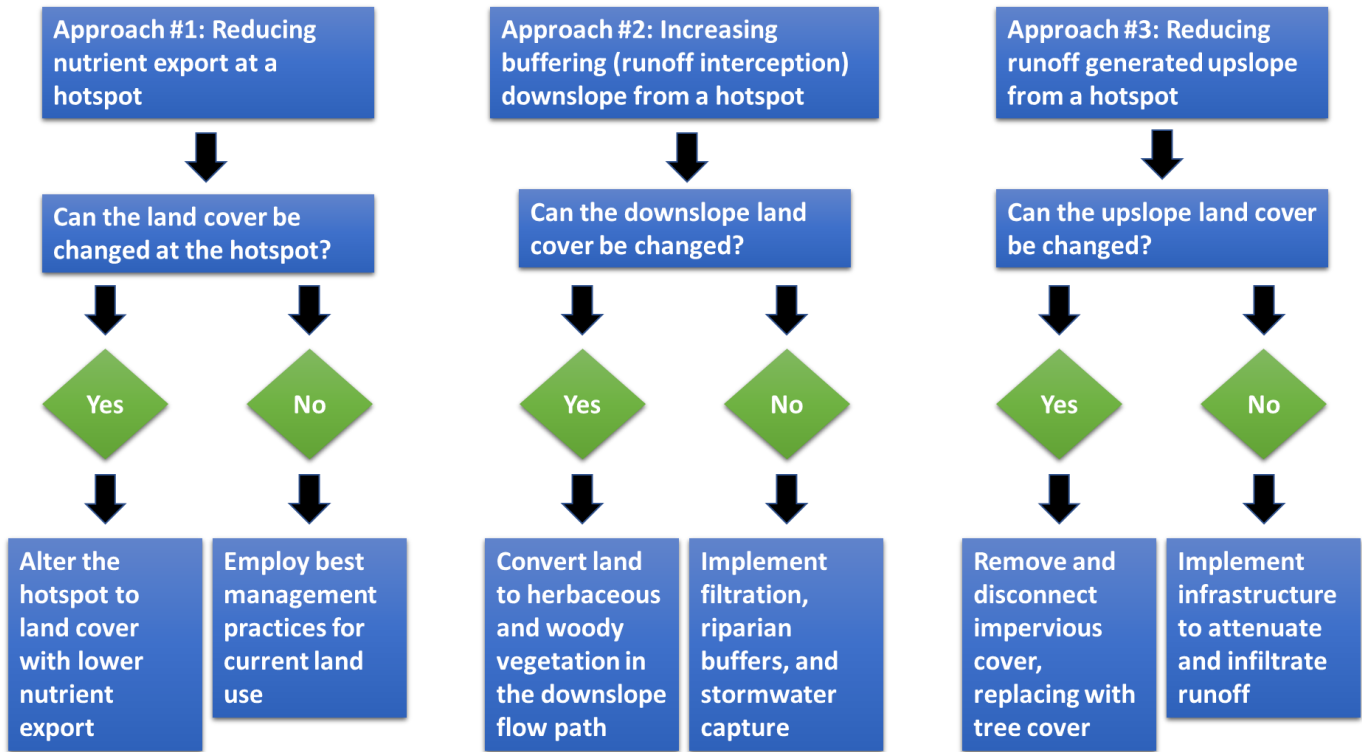 Approach #1: Reducing
nutrient export at a
hotspot
Can the land cover be
changed at the hotspot?
Yes
No
Alter the
hotspot to
land cover
with lower
nutrient
export
Employ best
management
practices for
current land
use
Approach #2: Increasing
buffering (runoff interception)
downslope from a hotspot
Can the downslope land
cover be changed?
Yes
No
Convert land
to herbaceous
and woody
vegetation in
the downslope
flow path
Implement
filtration,
riparian
buffers, and
stormwater
capture
Approach #3: Reducing
runoff generated upslope
from a hotspot
Can the upslope land cover
be changed?
Yes
No
Remove and
disconnect
impervious
cover,
replacing with
tree cover
Implement
infrastructure
to attenuate
and infiltrate
runoff